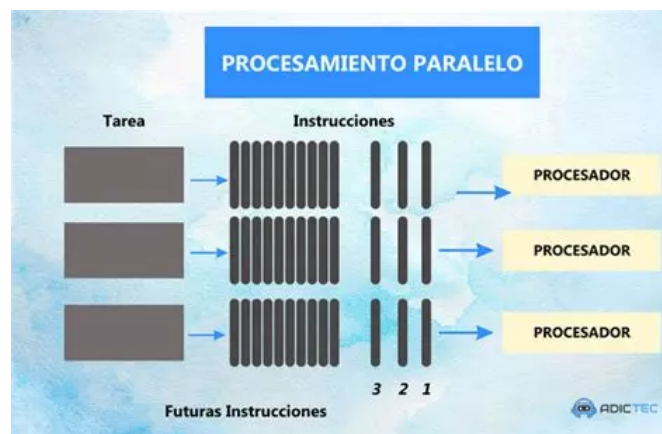 PROCESAMIENTO PARALELO
Tarea
Instrucciones
PROCESADOR
PROCESADOR
PROCESADOR
3 2 1
Futuras Instrucciones
ADICTEC